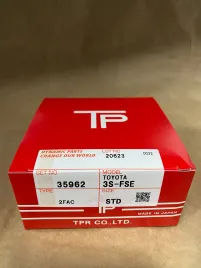 TP
DYNAMIC PARTS
CHANGE OUR WORLD
LOT NO
20623
SET NO
35962
MODEL
TOYOTA
3S-FSE
TYPE
2FAC
SIZE
STD
MADE IN JAPAN
TPR CO.,LTD.